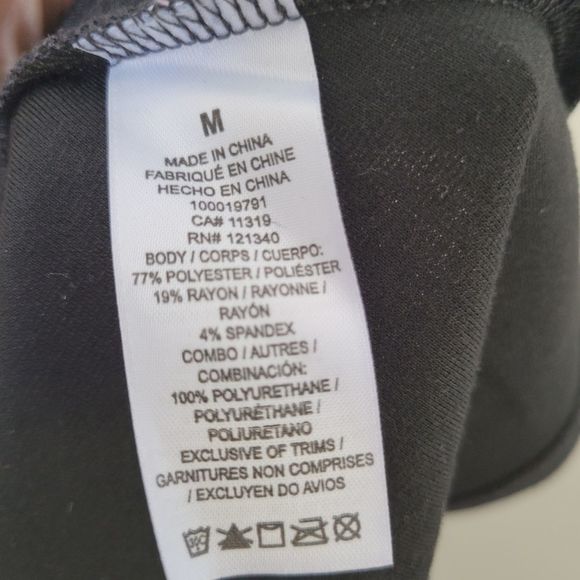 M
MADE IN CHINA
FABRIQUÉ EN CHINE
HECHO EN CHINA
100019791
CA# 11319
RN# 121340
BODY / CORPS / CUERPO:
77% POLYESTER / POLIÉSTER
19% RAYON / RAYONNE /
RAYÓN
4% SPANDEX
COMBO / AUTRES /
COMBINACIÓN:
100% POLYURETHANE /
POLYURÉTHANE /
POLIURETANO
EXCLUSIVE OF TRIMS /
GARNITURES NON COMPRISES
/ EXCLUYEN DO AVIOS